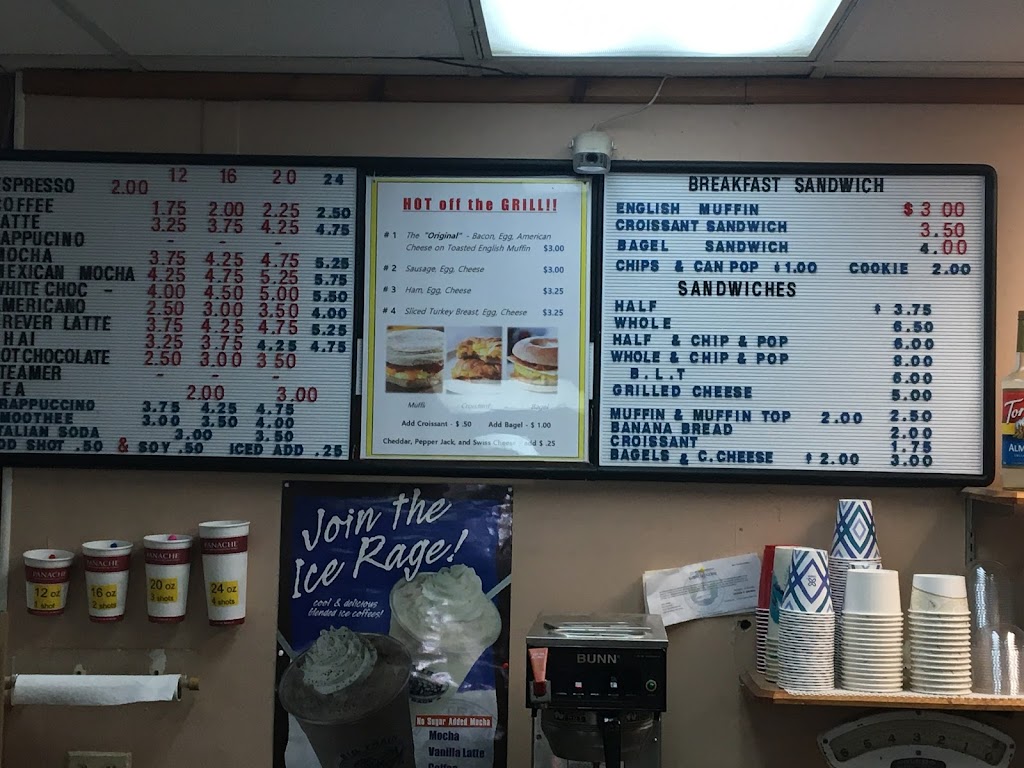 12 16 20 24
ESPRESSO 2.00
COFFEE 1.75 2.00 2.25 2.50
LATTE 3.25 3.75 4.25 4.75
CAPPUCINO - - -
MOCHA 3.75 4.25 4.75 5.25
MEXICAN MOCHA 4.25 4.75 5.25 5.75
WHITE CHOC - 4.00 4.50 5.00 5.50
AMERICANO 2.50 3.00 3.50 4.00
BREVER LATTE 3.75 4.25 4.75 5.25
CHAI 3.25 3.75 4.25 4.75
HOT CHOCOLATE 2.50 3.00 3 50
STEAMER - - -
TEA 2.00 3.00
FRAPPUCCINO 3.75 4.25 4.75
SMOOTHEE 3.00 3.50 4.00
ITALIAN SODA 3.00 3.50
ADD SHOT .50 & SOY .50 ICED ADD .25
HOT off the GRILL!!
# 1 The "Original" - Bacon, Egg, American
Cheese on Toasted English Muffin $3.00
# 2 Sausage, Egg, Cheese $3.00
# 3 Ham, Egg, Cheese $3.25
# 4 Sliced Turkey Breast, Egg, Cheese $3.25
Muffin Croissant Bagel
Add Croissant - $ .50 Add Bagel - $ 1.00
Cheddar, Pepper Jack, and Swiss Cheese - add $ .25
BREAKFAST SANDWICH
ENGLISH MUFFIN $ 3 00
CROISSANT SANDWICH 3.50
BAGEL SANDWICH 4.00
CHIPS & CAN POP $1.00 COOKIE 2.00
SANDWICHES
HALF $ 3.75
WHOLE 6.50
HALF & CHIP & POP 6.00
WHOLE & CHIP & POP 8.00
B.L.T 6.00
GRILLED CHEESE 5.00
MUFFIN & MUFFIN TOP 2.00 2.50
BANANA BREAD 2.00
CROISSANT 1.75
BAGELS & C.CHEESE $2.00 3.00
PANACHE
12 oz
1 shot
PANACHE
16 oz
2 shots
PANACHE
20 oz
3 shots
PANACHE
24 oz
4 shots
Join the
Ice Rage!
cool & delicious
blended ice coffees!
No Sugar Added Mocha
Mocha
Vanilla Latte
BUNN
Tor
ALM
8 6 4 2